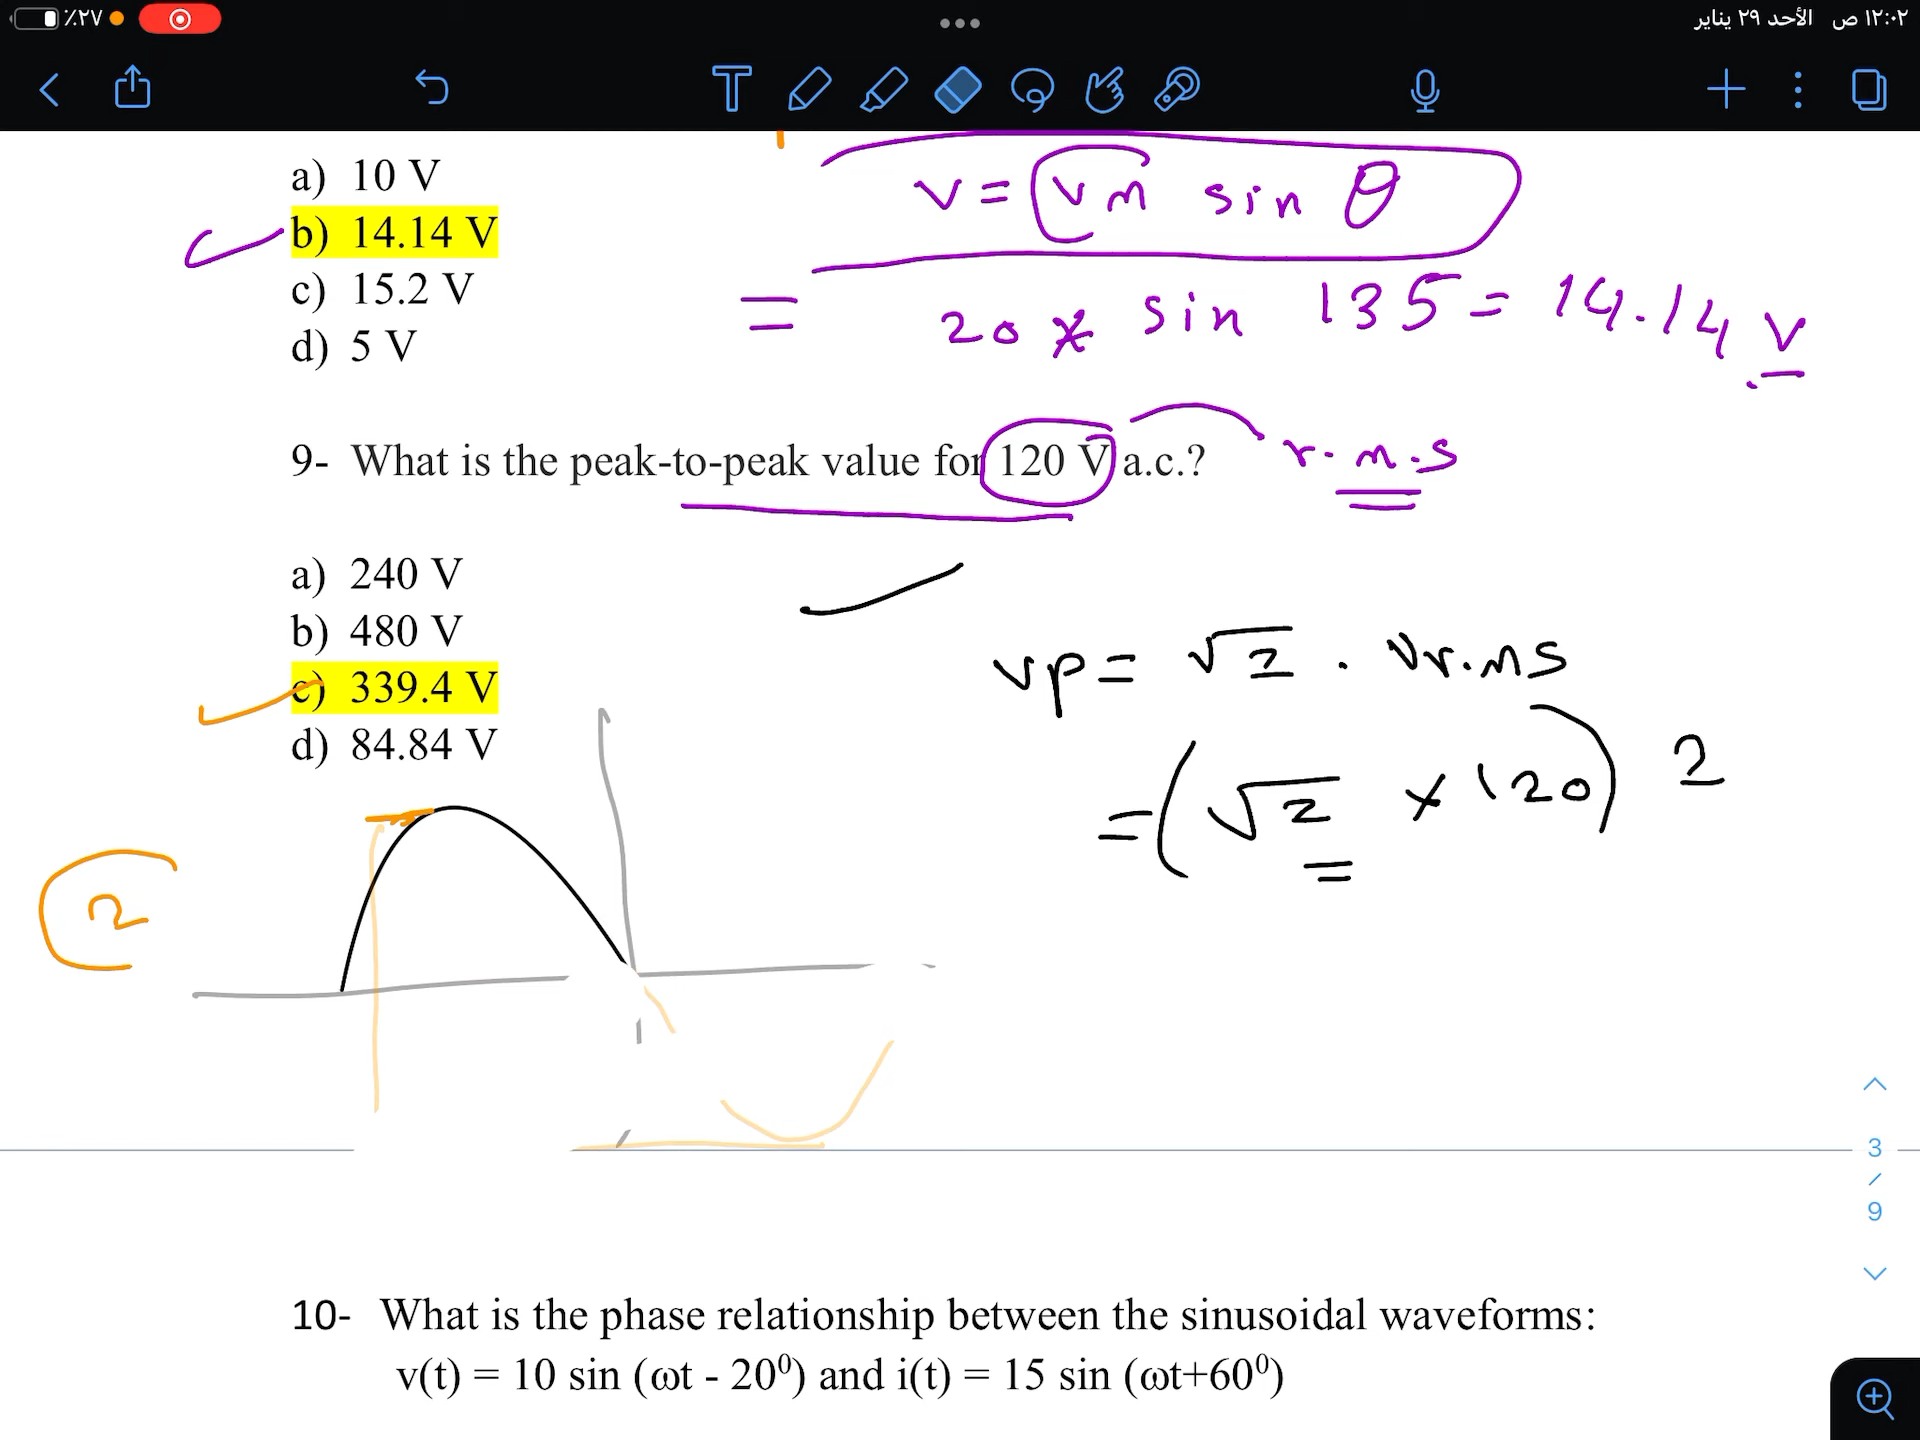 ٪٢٧
١٢:٠٢ ص الأحد ٢٩ يناير
a) 10 V
b) 14.14 V
c) 15.2 V
d) 5 V
v = vm sin θ
= 20 * sin 135 = 14.14 V
9- What is the peak-to-peak value for 120 V a.c.?
r.m.s
a) 240 V
b) 480 V
c) 339.4 V
d) 84.84 V
vp = √2 . Vr.ms
= (√2 × 120) 2
2
3
/
9
10- What is the phase relationship between the sinusoidal waveforms:
v(t) = 10 sin (ωt - 20⁰) and i(t) = 15 sin (ωt+60⁰)